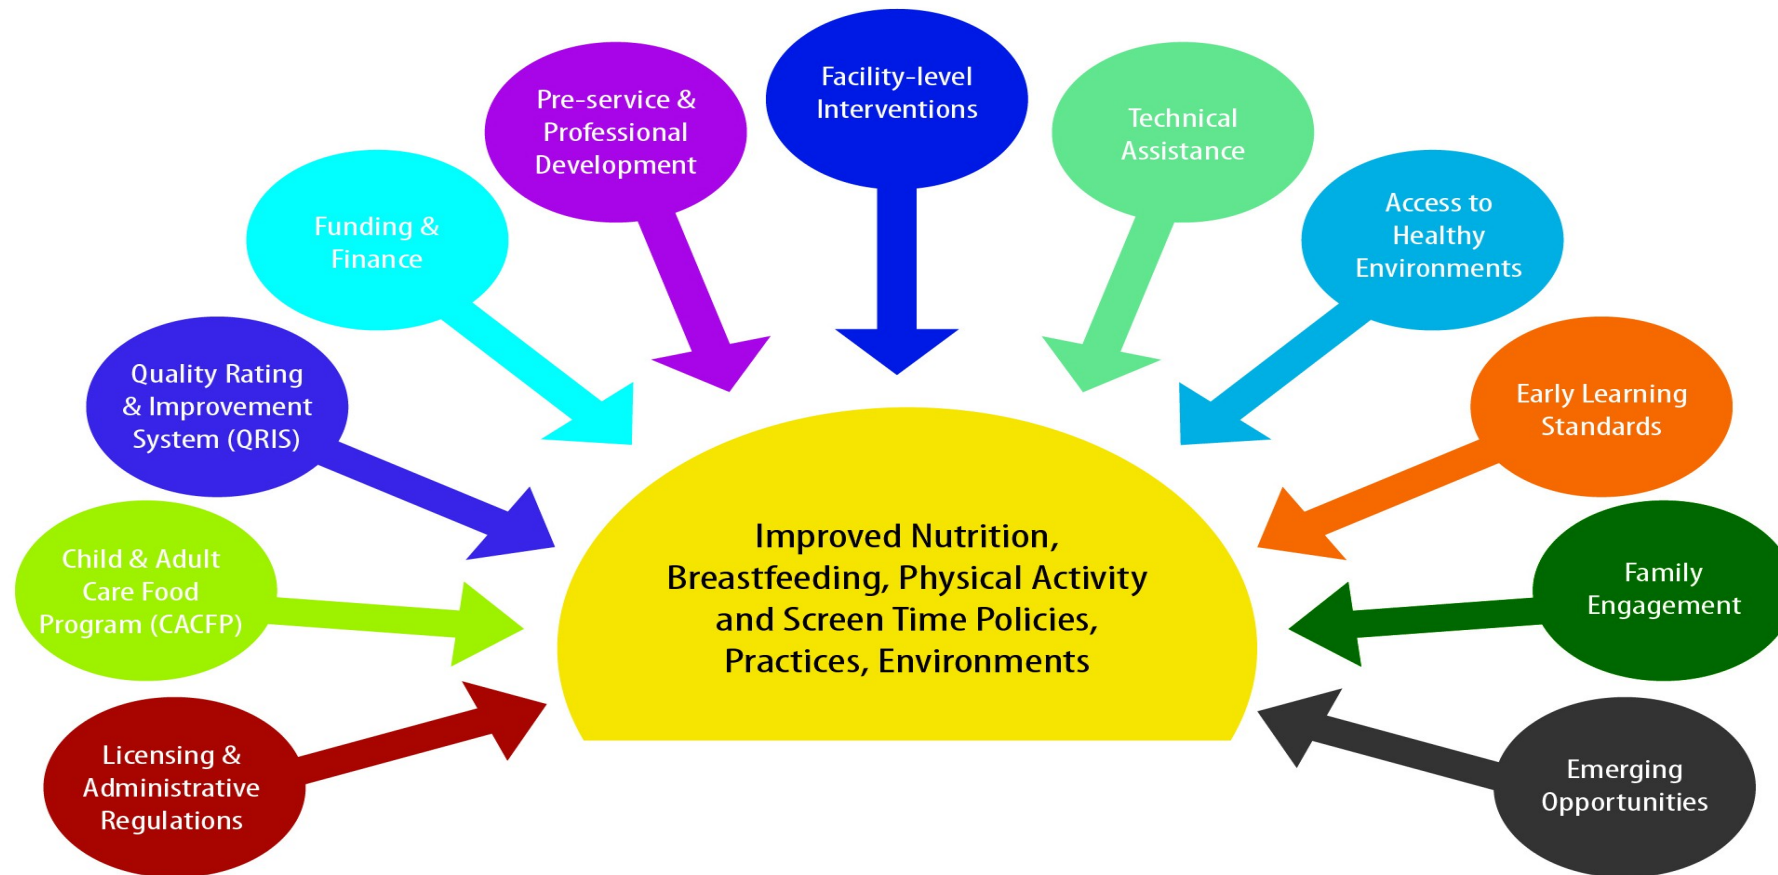 Facility-level
Interventions
Pre-service &
Professional
Development
Technical
Assistance
Funding &
Finance
Access to
Healthy
Environments
Quality Rating
& Improvement
System (QRIS)
Early Learning
Standards
Child & Adult
Care Food
Program (CACFP)
Improved Nutrition,
Breastfeeding, Physical Activity
and Screen Time Policies,
Practices, Environments
Family
Engagement
Licensing &
Administrative
Regulations
Emerging
Opportunities